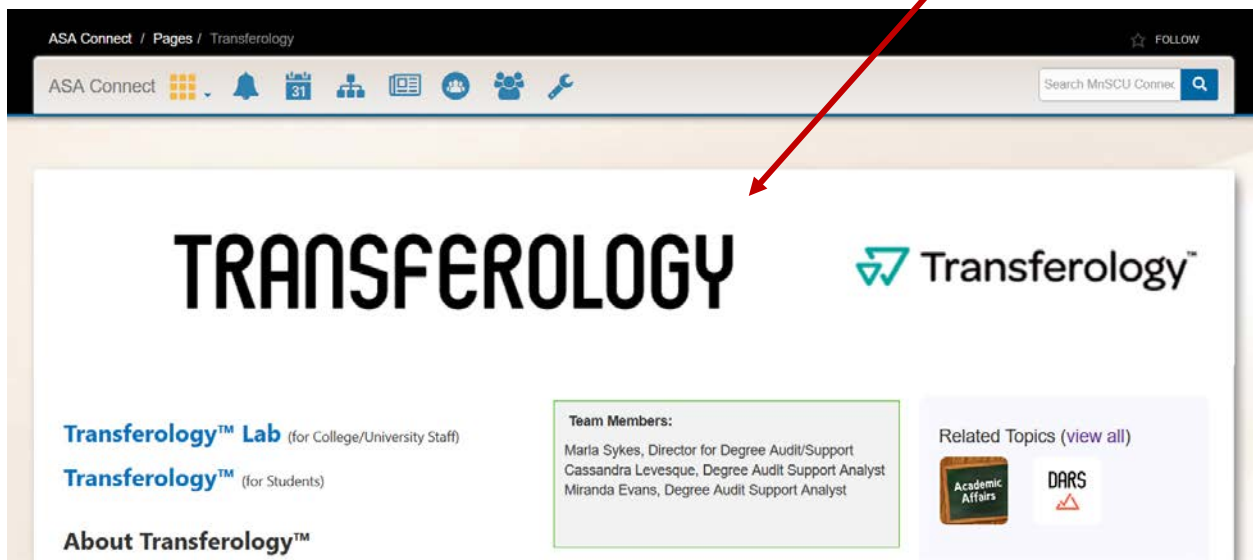 ASA Connect / Pages / Transferology
FOLLOW
ASA Connect
31
Search MnSCU Connec
TRANSFEROLOGY
Transferology™
Transferology™ Lab (for College/University Staff)
Transferology™ (for Students)
About Transferology™
Team Members:
Marla Sykes, Director for Degree Audit/Support
Cassandra Levesque, Degree Audit Support Analyst
Miranda Evans, Degree Audit Support Analyst
Related Topics (view all)
Academic
Affairs
DARS